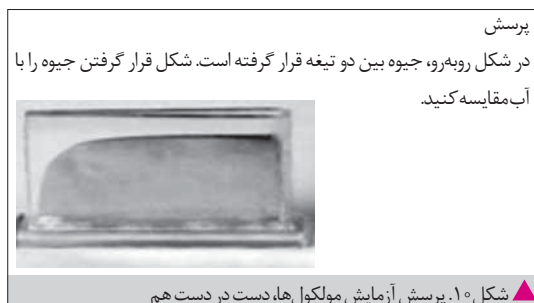 پرسش
در شکل روبه‌رو، جیوه بین دو تیغه قرار گرفته است. شکل قرار گرفتن جیوه را با
آب مقایسه کنید.
شکل ۱۰. پرسش آزمایش مولکول‌ها، دست در دست هم